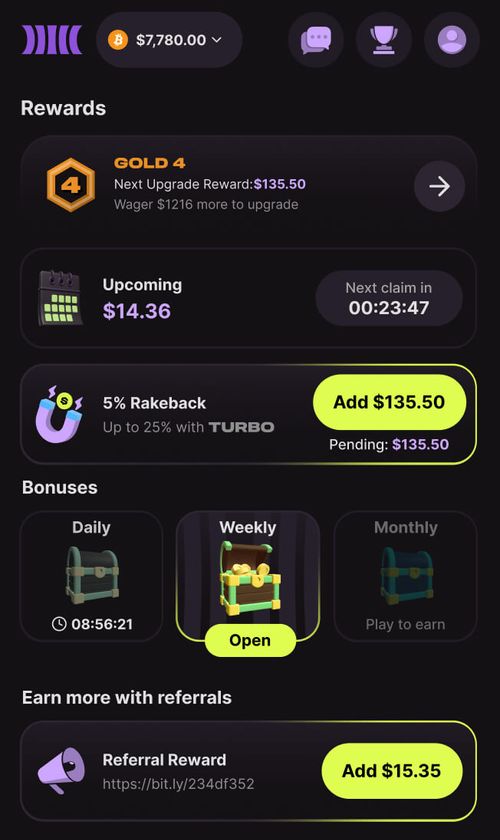 $7,780.00
Rewards
GOLD 4
4
Next Upgrade Reward:$135.50
Wager $1216 more to upgrade
Upcoming
$14.36
Next claim in
00:23:47
5% Rakeback
Up to 25% with TURBO
Add $135.50
Pending: $135.50
Bonuses
Daily
08:56:21
Weekly
Open
Monthly
Play to earn
Earn more with referrals
Referral Reward
https://bit.ly/234df352
Add $15.35